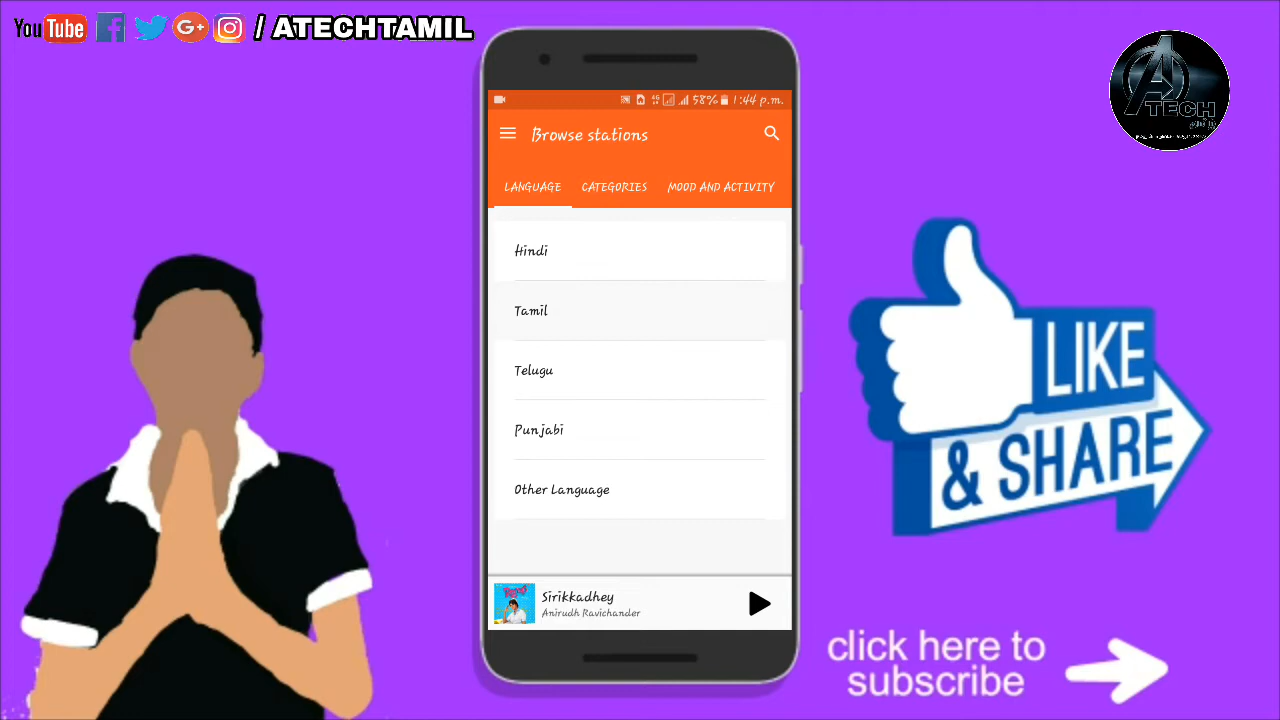 You Tube f G+ / ATECHTAMIL
A TECH
58% 1:44 p.m.
Browse stations
LANGUAGE CATEGORIES MOOD AND ACTIVITY
Hindi
Tamil
Telugu
Punjabi
Other Language
Sirikkadhey
Anirudh Ravichander
LIKE
& SHARE
click here to
subscribe